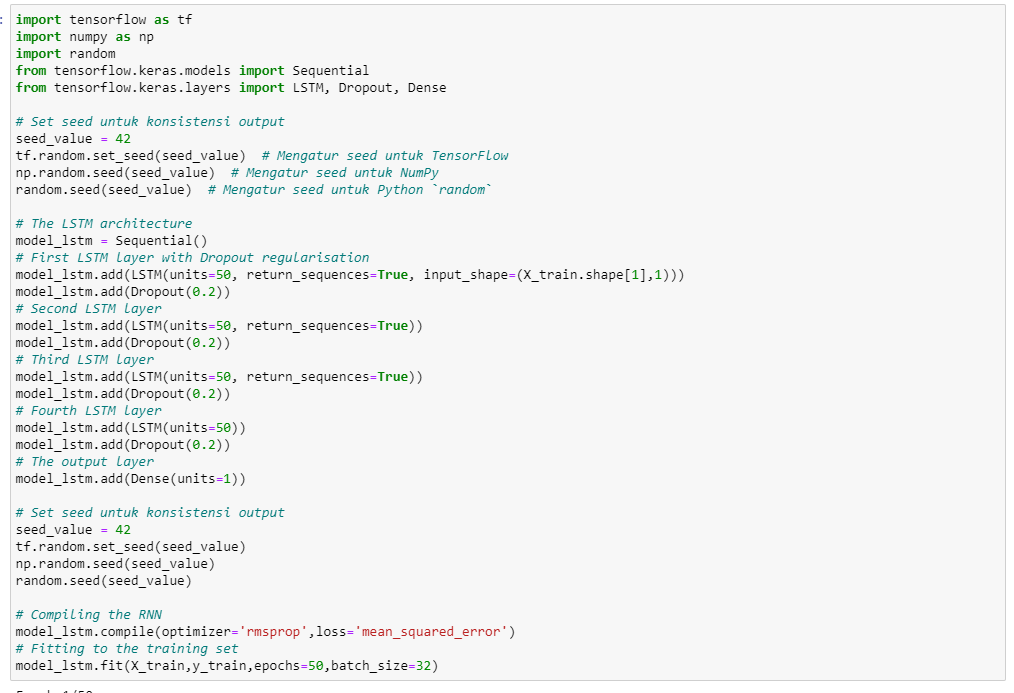 import tensorflow as tf
import numpy as np
import random
from tensorflow.keras.models import Sequential
from tensorflow.keras.layers import LSTM, Dropout, Dense

# Set seed untuk konsistensi output
seed_value = 42
tf.random.set_seed(seed_value)  # Mengatur seed untuk TensorFlow
np.random.seed(seed_value)  # Mengatur seed untuk NumPy
random.seed(seed_value)  # Mengatur seed untuk Python `random`

# The LSTM architecture
model_lstm = Sequential()
# First LSTM layer with Dropout regularisation
model_lstm.add(LSTM(units=50, return_sequences=True, input_shape=(X_train.shape[1],1)))
model_lstm.add(Dropout(0.2))
# Second LSTM layer
model_lstm.add(LSTM(units=50, return_sequences=True))
model_lstm.add(Dropout(0.2))
# Third LSTM layer
model_lstm.add(LSTM(units=50, return_sequences=True))
model_lstm.add(Dropout(0.2))
# Fourth LSTM layer
model_lstm.add(LSTM(units=50))
model_lstm.add(Dropout(0.2))
# The output layer
model_lstm.add(Dense(units=1))

# Set seed untuk konsistensi output
seed_value = 42
tf.random.set_seed(seed_value)
np.random.seed(seed_value)
random.seed(seed_value)

# Compiling the RNN
model_lstm.compile(optimizer='rmsprop',loss='mean_squared_error')
# Fitting to the training set
model_lstm.fit(X_train,y_train,epochs=50,batch_size=32)